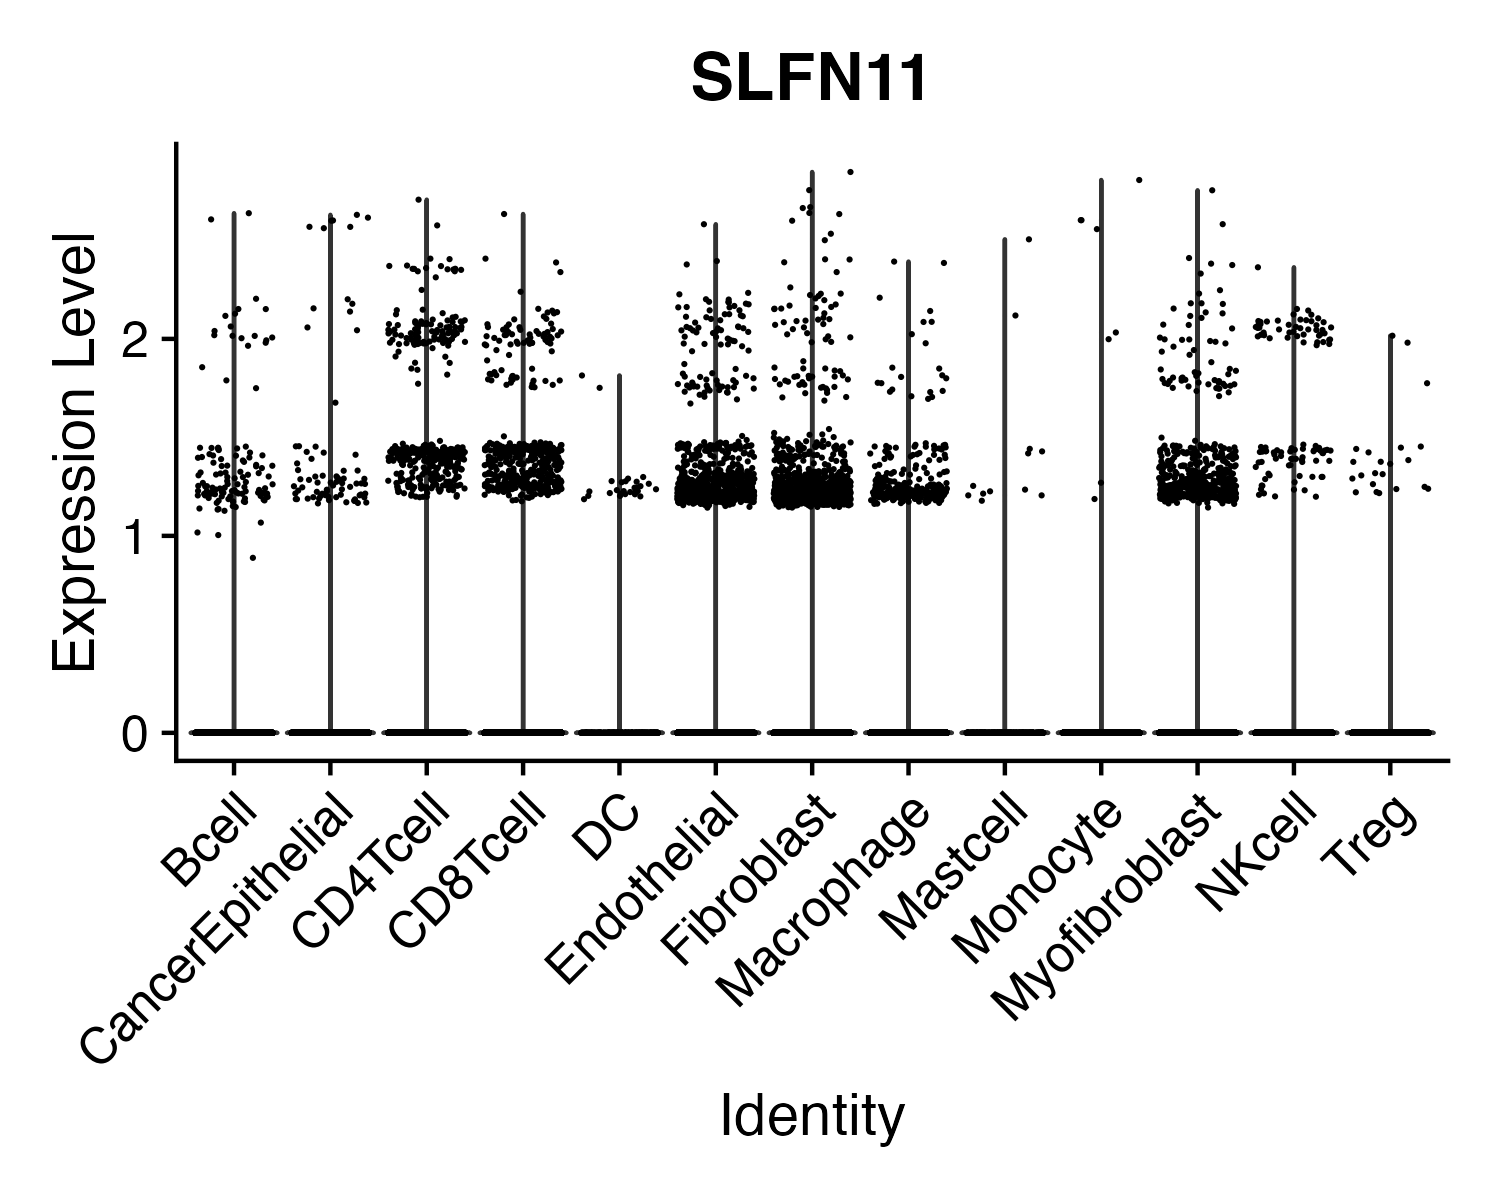 SLFN11
Expression Level
2
1
0
Bcell
CancerEpithelial
CD4Tcell
CD8Tcell
DC
Endothelial
Fibroblast
Macrophage
Mastcell
Monocyte
Myofibroblast
NKcell
Treg
Identity